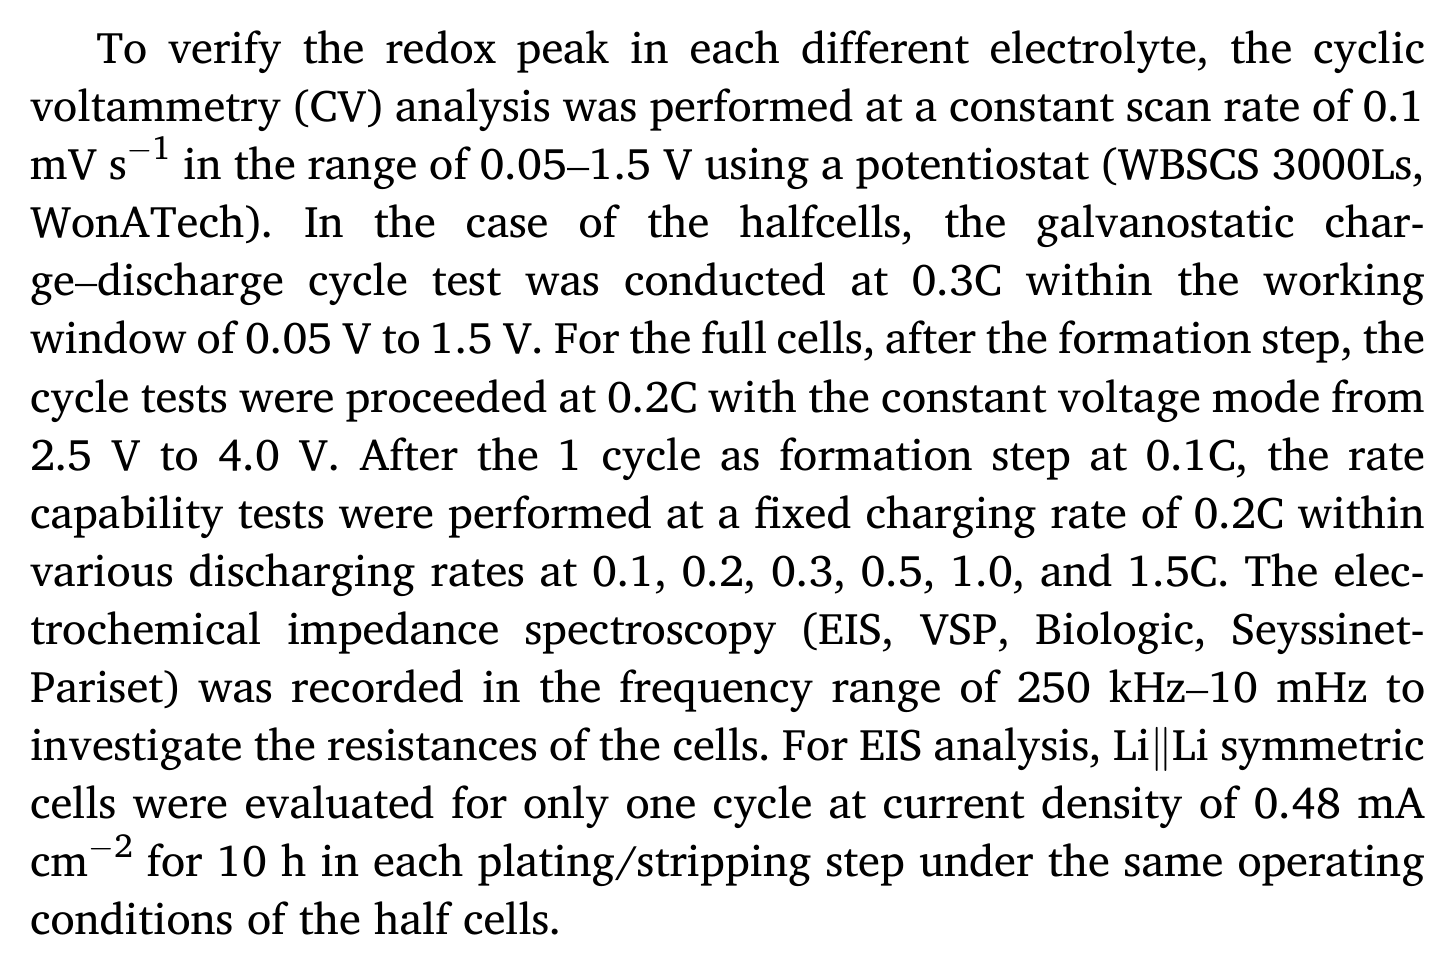 To verify the redox peak in each different electrolyte, the cyclic
voltammetry (CV) analysis was performed at a constant scan rate of 0.1
mV s⁻¹ in the range of 0.05–1.5 V using a potentiostat (WBSCS 3000Ls,
WonATech). In the case of the halfcells, the galvanostatic char-
ge–discharge cycle test was conducted at 0.3C within the working
window of 0.05 V to 1.5 V. For the full cells, after the formation step, the
cycle tests were proceeded at 0.2C with the constant voltage mode from
2.5 V to 4.0 V. After the 1 cycle as formation step at 0.1C, the rate
capability tests were performed at a fixed charging rate of 0.2C within
various discharging rates at 0.1, 0.2, 0.3, 0.5, 1.0, and 1.5C. The elec-
trochemical impedance spectroscopy (EIS, VSP, Biologic, Seyssinet-
Pariset) was recorded in the frequency range of 250 kHz–10 mHz to
investigate the resistances of the cells. For EIS analysis, Li‖Li symmetric
cells were evaluated for only one cycle at current density of 0.48 mA
cm⁻² for 10 h in each plating/stripping step under the same operating
conditions of the half cells.